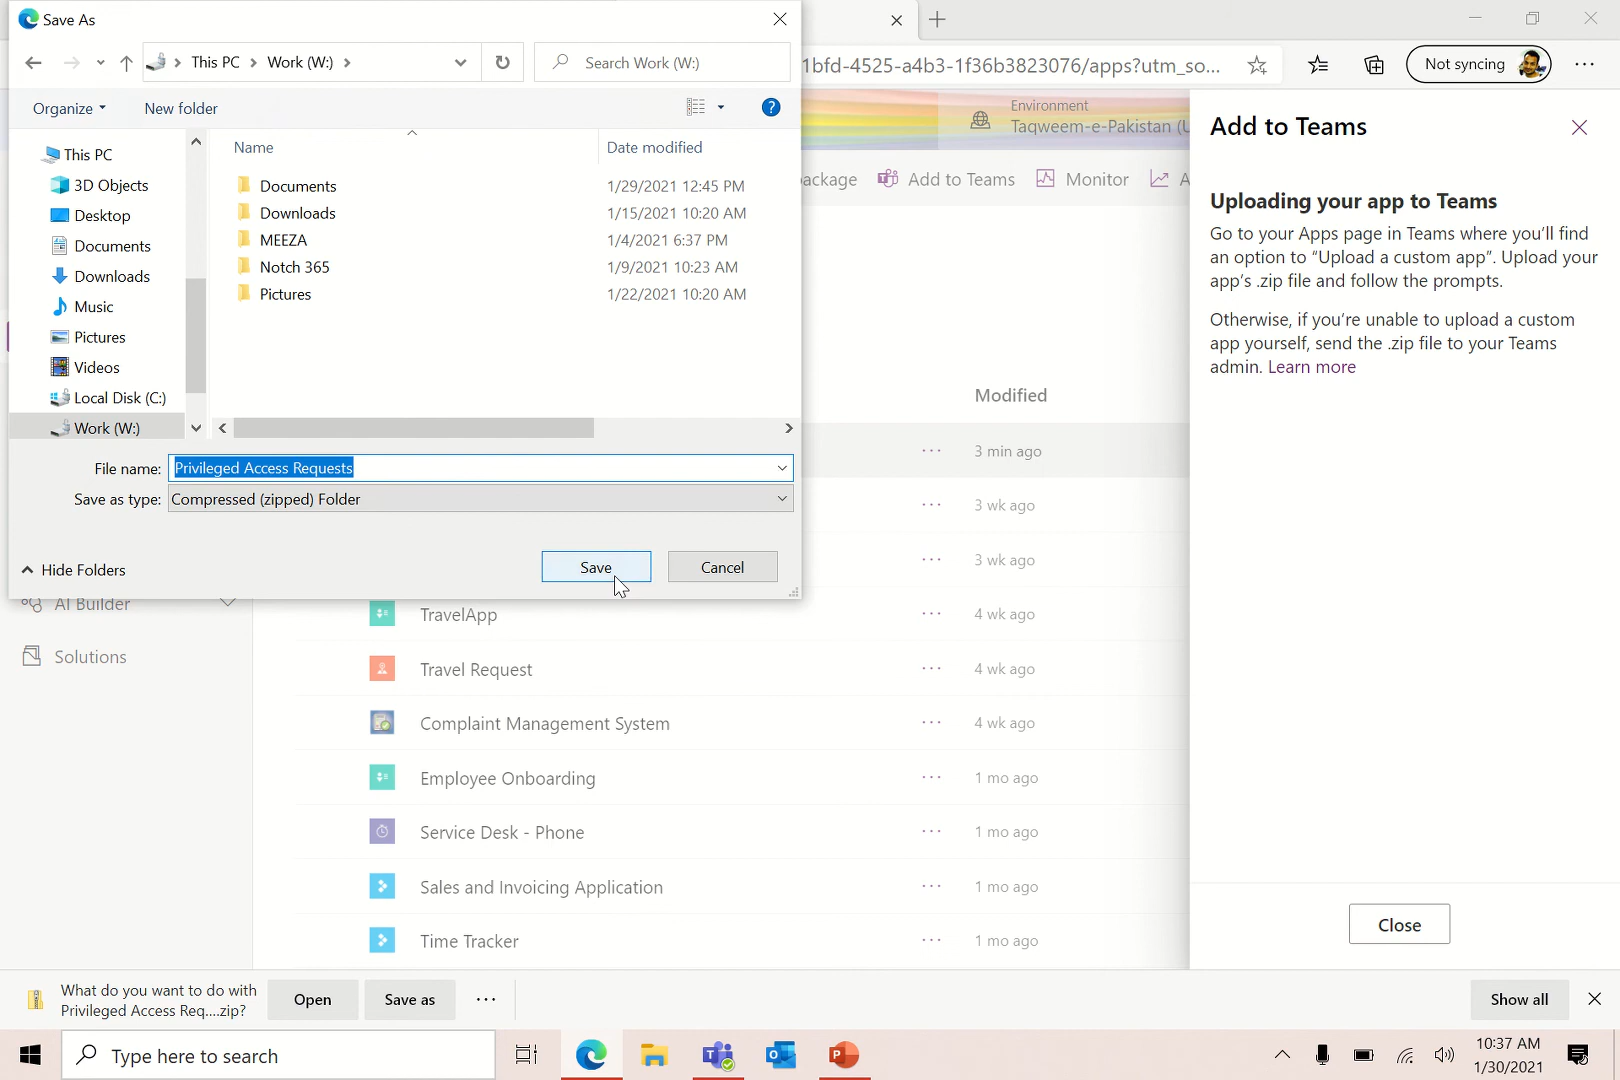 Save As
This PC > Work (W:) >
Search Work (W:)
1bfd-4525-a4b3-1f36b3823076/apps?utm_so...
Not syncing
Organize
New folder
Environment
Taqweem-e-Pakistan (U
Add to Teams
ackage
Add to Teams
Monitor
A
Name
Date modified
This PC
3D Objects
Desktop
Documents
Downloads
Music
Pictures
Videos
Local Disk (C:)
Work (W:)
Documents 1/29/2021 12:45 PM
Downloads 1/15/2021 10:20 AM
MEEZA 1/4/2021 6:37 PM
Notch 365 1/9/2021 10:23 AM
Pictures 1/22/2021 10:20 AM
Uploading your app to Teams
Go to your Apps page in Teams where you’ll find
an option to “Upload a custom app”. Upload your
app’s .zip file and follow the prompts.
Otherwise, if you’re unable to upload a custom
app yourself, send the .zip file to your Teams
admin. Learn more
File name: Privileged Access Requests
Save as type: Compressed (zipped) Folder
Hide Folders
Save
Cancel
AI Builder
Solutions
Modified
3 min ago
3 wk ago
3 wk ago
TravelApp 4 wk ago
Travel Request 4 wk ago
Complaint Management System 4 wk ago
Employee Onboarding 1 mo ago
Service Desk - Phone 1 mo ago
Sales and Invoicing Application 1 mo ago
Time Tracker 1 mo ago
Close
What do you want to do with
Privileged Access Req....zip?
Open
Save as
Show all
Type here to search
10:37 AM
1/30/2021